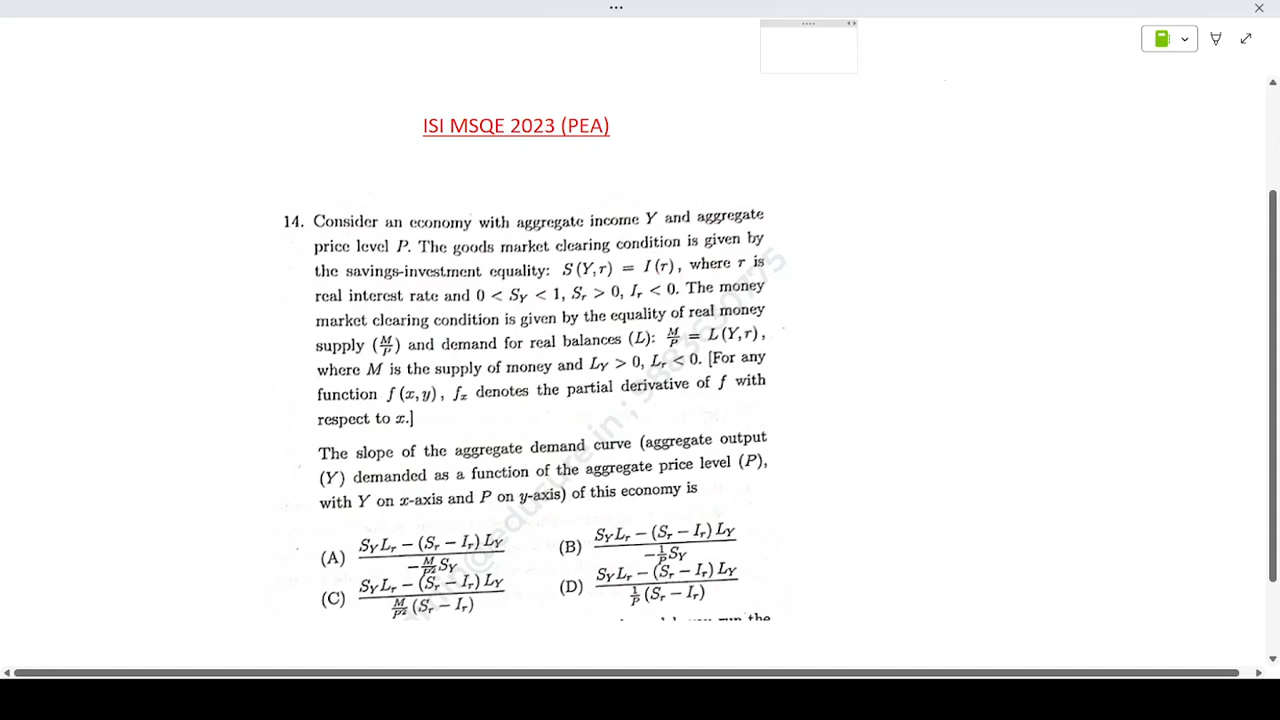 ISI MSQE 2023 (PEA)
14. Consider an economy with aggregate income Y and aggregate
price level P. The goods market clearing condition is given by
the savings-investment equality: S (Y, r) = I (r), where r is
real interest rate and 0 < S_Y < 1, S_r > 0, I_r < 0. The money
market clearing condition is given by the equality of real money
supply (M/P) and demand for real balances (L): M/P = L (Y, r),
where M is the supply of money and L_Y > 0, L_r < 0. [For any
function f (x, y), f_x denotes the partial derivative of f with
respect to x.]
The slope of the aggregate demand curve (aggregate output
(Y) demanded as a function of the aggregate price level (P),
with Y on x-axis and P on y-axis) of this economy is
(A) S_Y L_r − (S_r − I_r) L_Y / −M/P² S_Y
(B) S_Y L_r − (S_r − I_r) L_Y / −1/P S_Y
(C) S_Y L_r − (S_r − I_r) L_Y / M/P² (S_r − I_r)
(D) S_Y L_r − (S_r − I_r) L_Y / 1/P (S_r − I_r)